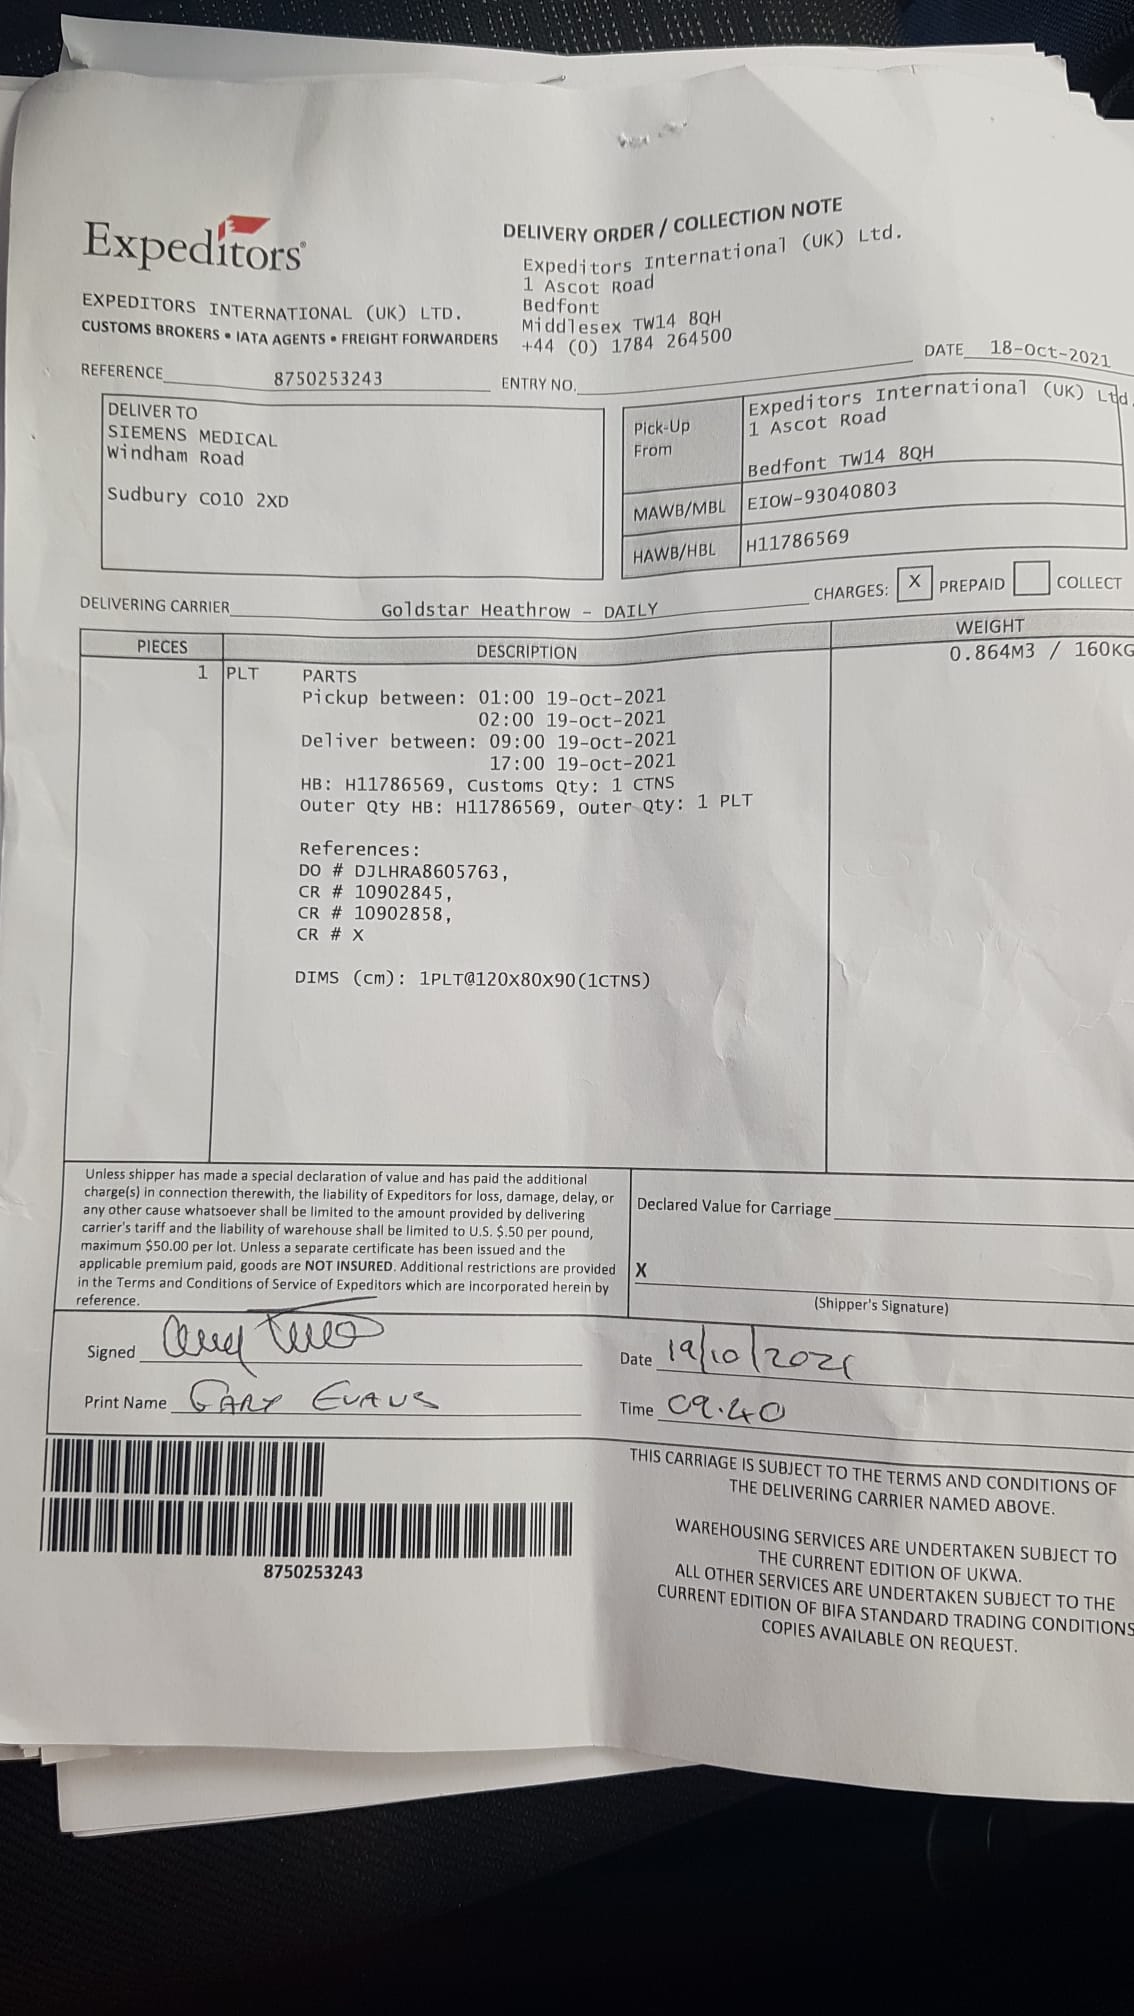 Expeditors®
EXPEDITORS INTERNATIONAL (UK) LTD.
CUSTOMS BROKERS • IATA AGENTS • FREIGHT FORWARDERS
DELIVERY ORDER / COLLECTION NOTE
Expeditors International (UK) Ltd.
1 Ascot Road
Bedfont
Middlesex TW14 8QH
+44 (0) 1784 264500
DATE 18-Oct-2021
REFERENCE 8750253243 ENTRY NO.
DELIVER TO
SIEMENS MEDICAL
Windham Road
Sudbury CO10 2XD
Pick-Up From
Expeditors International (UK) Ltd.
1 Ascot Road
Bedfont TW14 8QH
MAWB/MBL EIOW-93040803
HAWB/HBL H11786569
CHARGES: X PREPAID COLLECT
DELIVERING CARRIER Goldstar Heathrow - DAILY
PIECES DESCRIPTION WEIGHT
1 PLT PARTS 0.864M3 / 160KG
Pickup between: 01:00 19-Oct-2021
02:00 19-Oct-2021
Deliver between: 09:00 19-Oct-2021
17:00 19-Oct-2021
HB: H11786569, Customs Qty: 1 CTNS
Outer Qty HB: H11786569, Outer Qty: 1 PLT
References:
DO # DJLHRA8605763,
CR # 10902845,
CR # 10902858,
CR # X
DIMS (cm): 1PLT@120X80X90(1CTNS)
Unless shipper has made a special declaration of value and has paid the additional
charge(s) in connection therewith, the liability of Expeditors for loss, damage, delay, or
any other cause whatsoever shall be limited to the amount provided by delivering
carrier's tariff and the liability of warehouse shall be limited to U.S. $.50 per pound,
maximum $50.00 per lot. Unless a separate certificate has been issued and the
applicable premium paid, goods are NOT INSURED. Additional restrictions are provided
in the Terms and Conditions of Service of Expeditors which are incorporated herein by
reference.
Declared Value for Carriage
X
(Shipper's Signature)
Signed
Date 19/10/2021
Print Name GARY EVANS
Time 09.40
8750253243
THIS CARRIAGE IS SUBJECT TO THE TERMS AND CONDITIONS OF
THE DELIVERING CARRIER NAMED ABOVE.
WAREHOUSING SERVICES ARE UNDERTAKEN SUBJECT TO
THE CURRENT EDITION OF UKWA.
ALL OTHER SERVICES ARE UNDERTAKEN SUBJECT TO THE
CURRENT EDITION OF BIFA STANDARD TRADING CONDITIONS
COPIES AVAILABLE ON REQUEST.